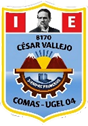 I E
8170
CÉSAR VALLEJO
COMAS - UGEL 04